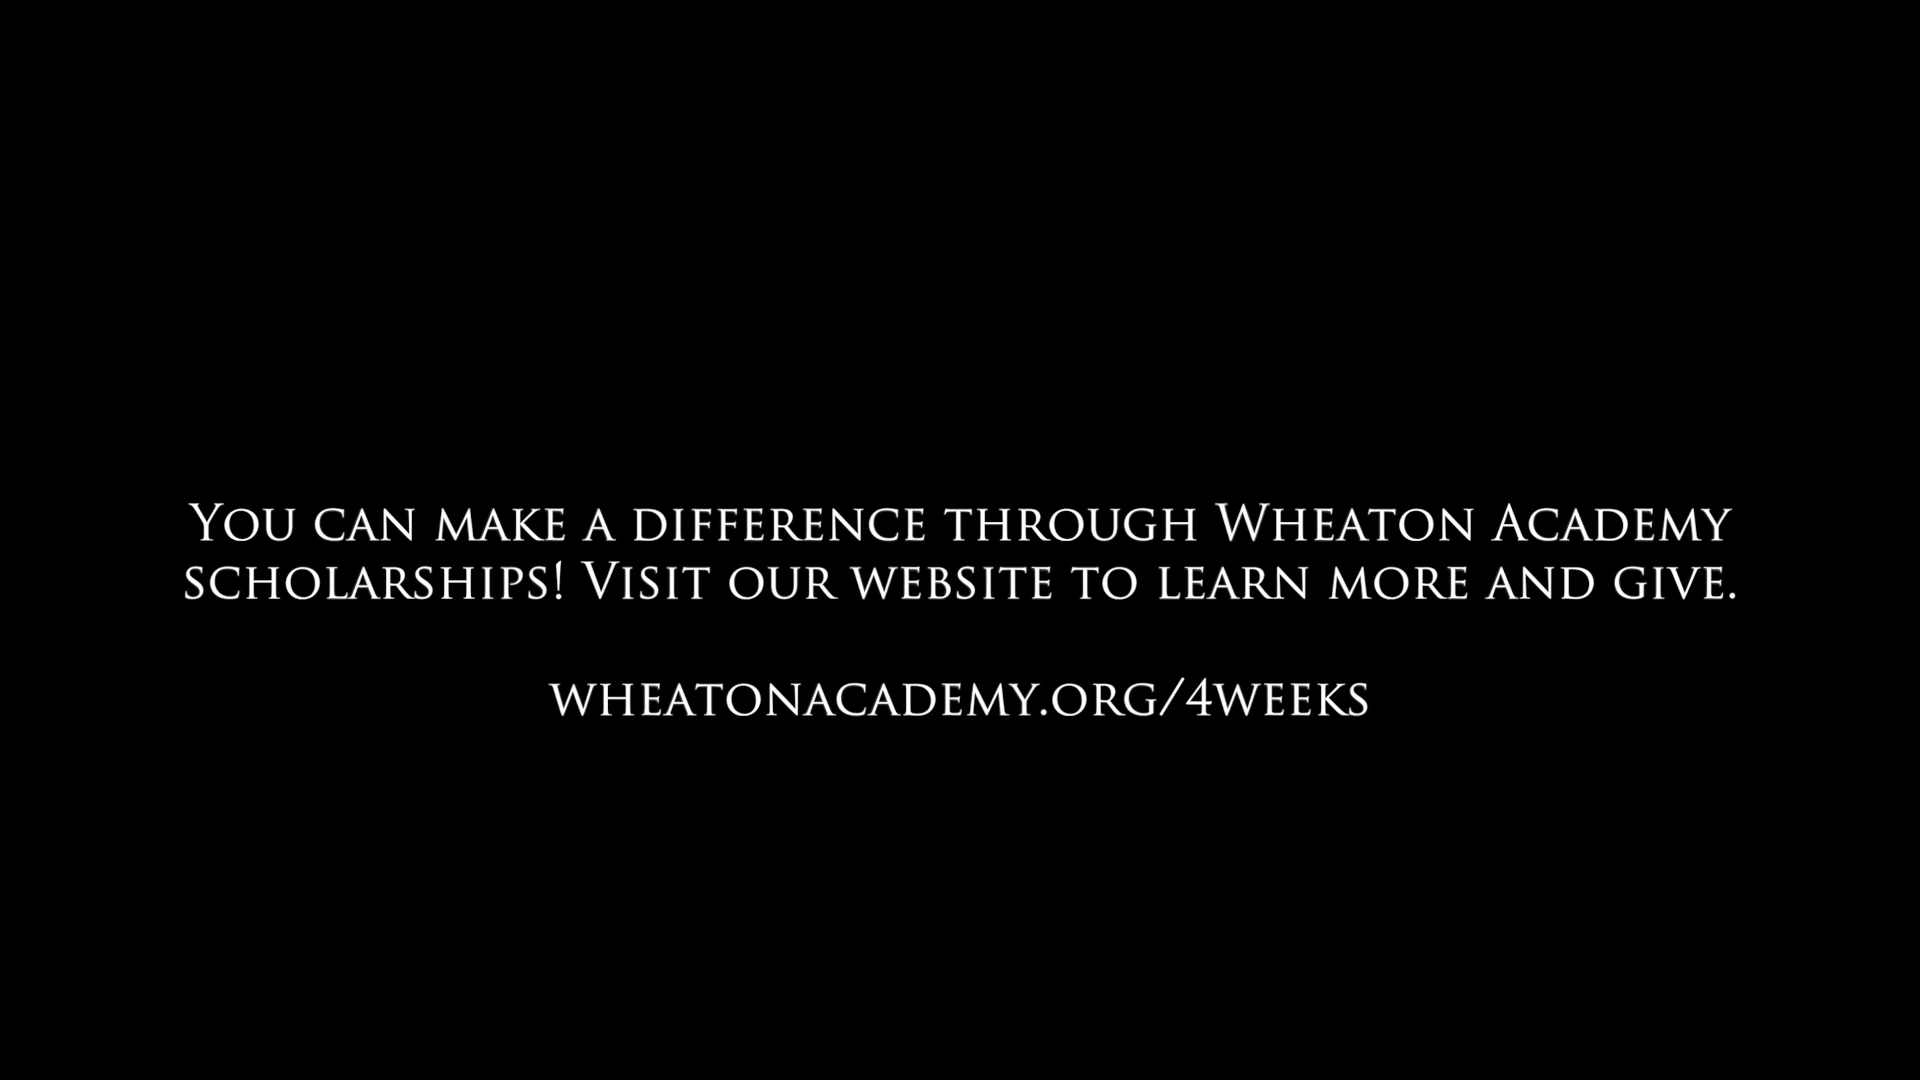 You can make a difference through Wheaton Academy
scholarships! Visit our website to learn more and give.
wheatonacademy.org/4weeks